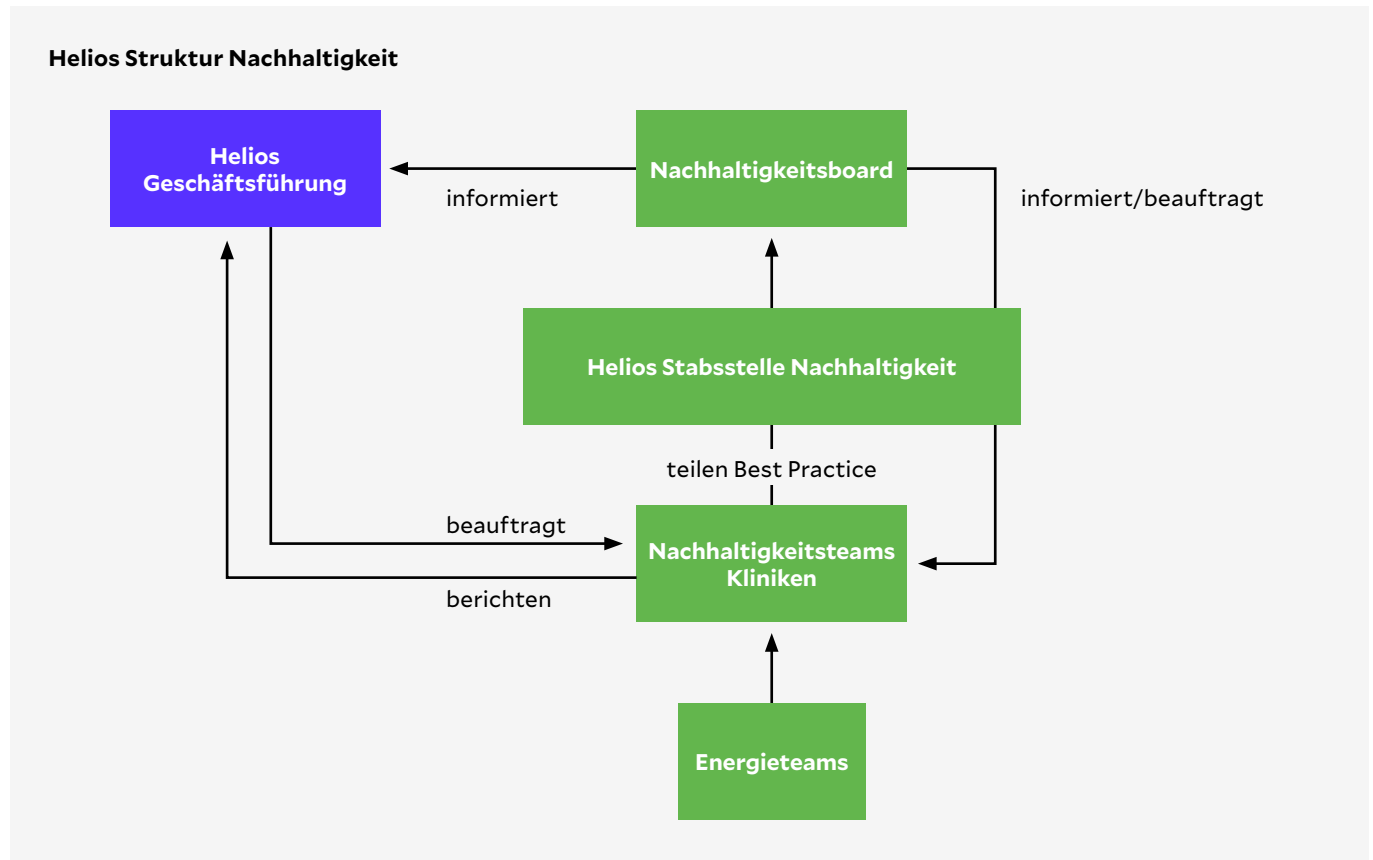 Helios Struktur Nachhaltigkeit
Helios
Geschäftsführung
informiert
Nachhaltigkeitsboard
informiert/beauftragt
Helios Stabsstelle Nachhaltigkeit
teilen Best Practice
beauftragt
Nachhaltigkeitsteams
Kliniken
berichten
Energieteams